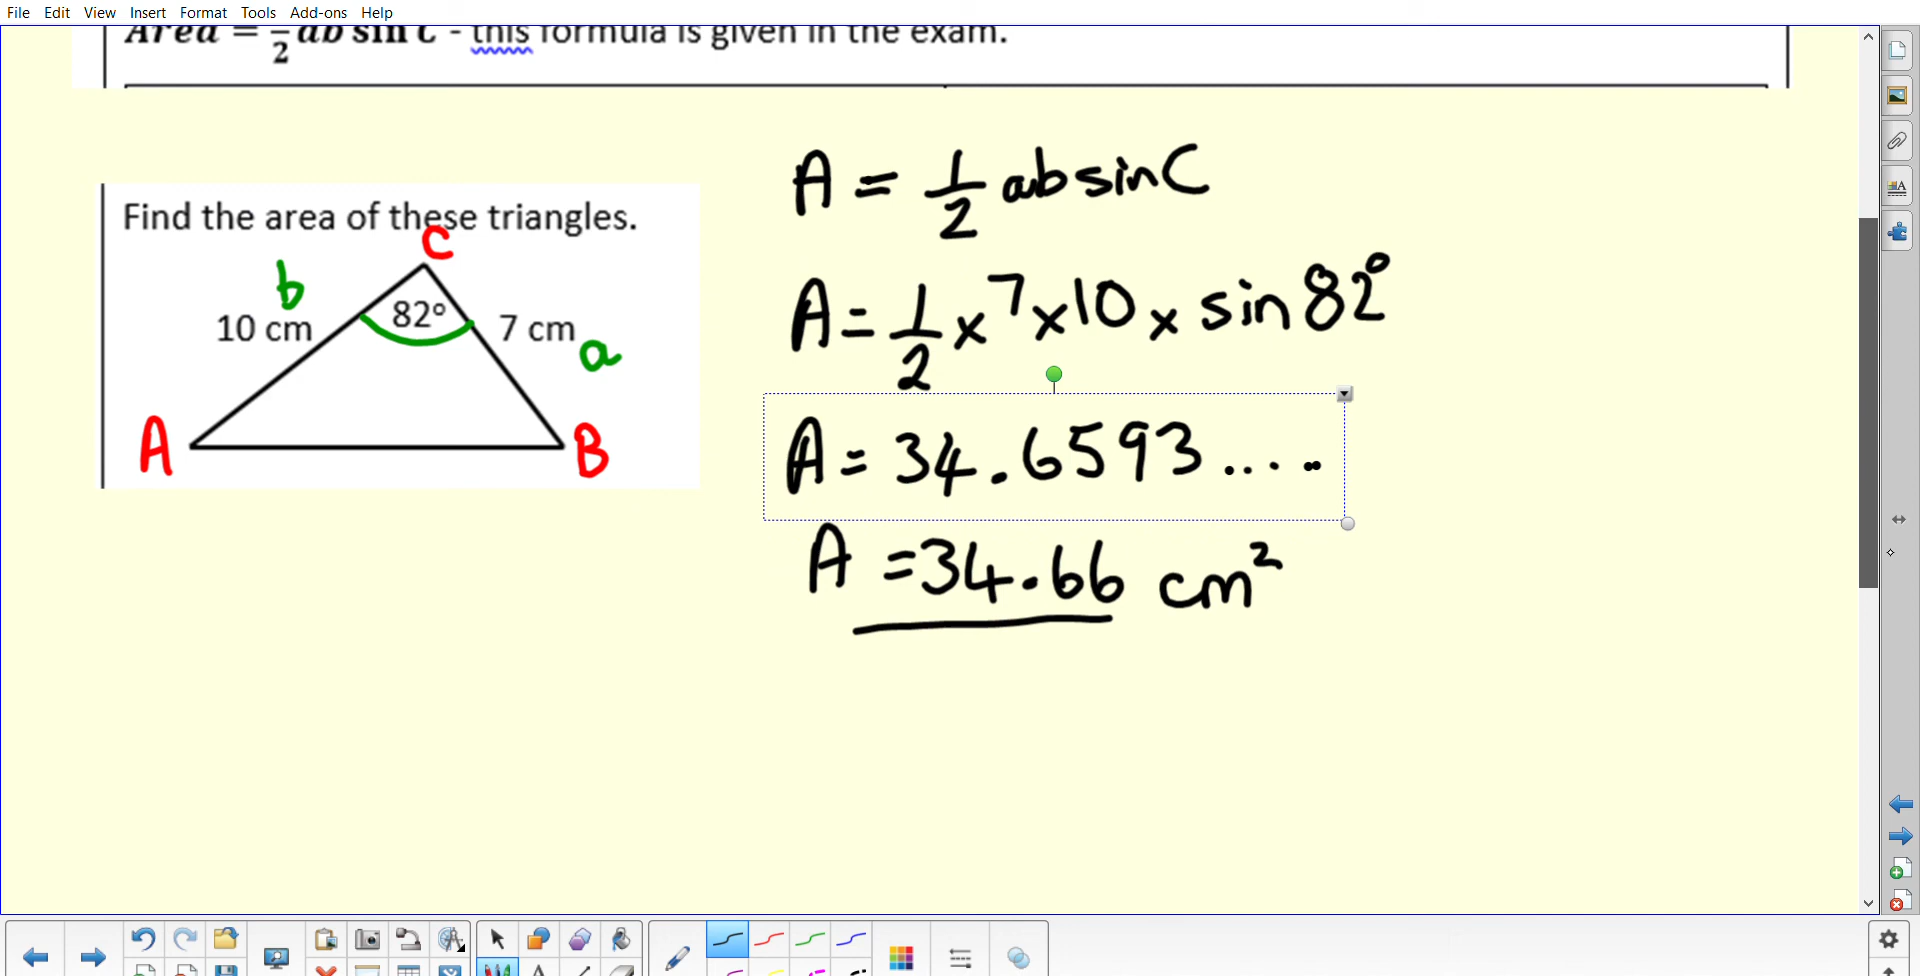 File Edit View Insert Format Tools Add-ons Help
Area = 1/2 ab sin C - this formula is given in the exam.
Find the area of these triangles.
C
b
10 cm
82°
7 cm
a
A
B
A = 1/2 absinC
A = 1/2 x 7 x 10 x sin 82°
A = 34.6593.....
A = 34.66 cm²